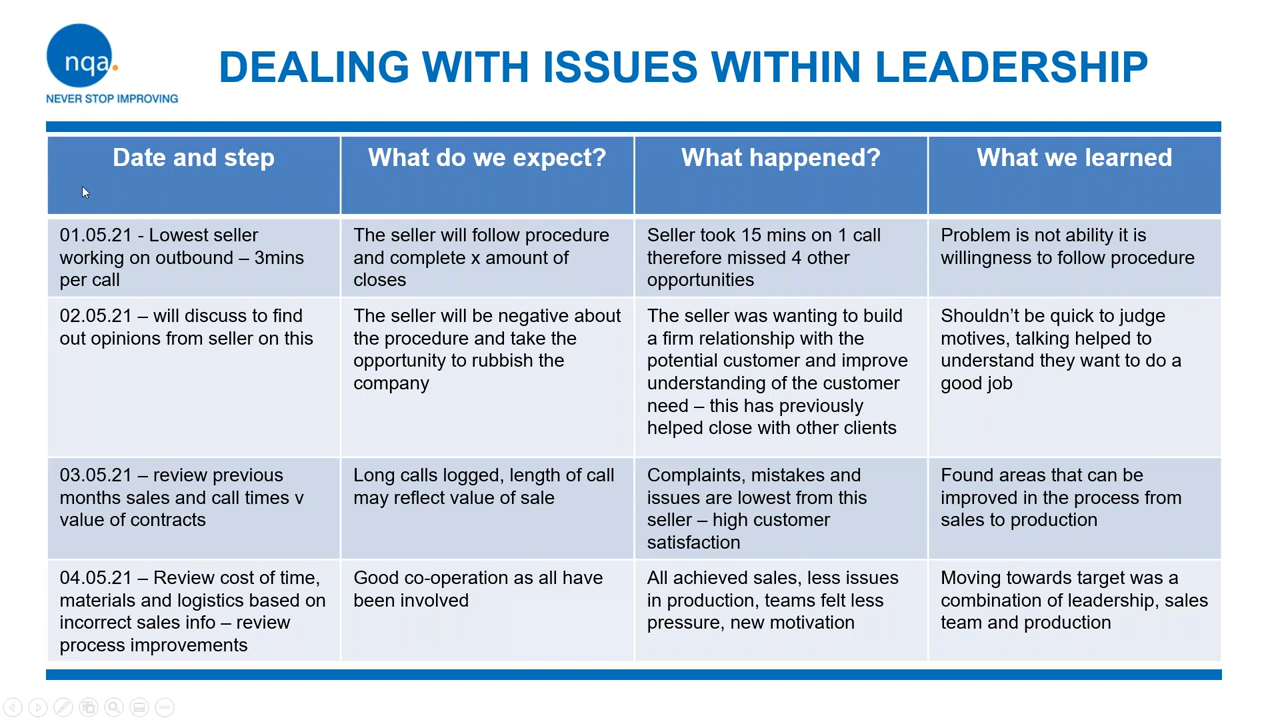 nqa.
NEVER STOP IMPROVING
DEALING WITH ISSUES WITHIN LEADERSHIP
Date and step
What do we expect?
What happened?
What we learned
01.05.21 - Lowest seller
working on outbound – 3mins
per call
The seller will follow procedure
and complete x amount of
closes
Seller took 15 mins on 1 call
therefore missed 4 other
opportunities
Problem is not ability it is
willingness to follow procedure
02.05.21 – will discuss to find
out opinions from seller on this
The seller will be negative about
the procedure and take the
opportunity to rubbish the
company
The seller was wanting to build
a firm relationship with the
potential customer and improve
understanding of the customer
need – this has previously
helped close with other clients
Shouldn’t be quick to judge
motives, talking helped to
understand they want to do a
good job
03.05.21 – review previous
months sales and call times v
value of contracts
Long calls logged, length of call
may reflect value of sale
Complaints, mistakes and
issues are lowest from this
seller – high customer
satisfaction
Found areas that can be
improved in the process from
sales to production
04.05.21 – Review cost of time,
materials and logistics based on
incorrect sales info – review
process improvements
Good co-operation as all have
been involved
All achieved sales, less issues
in production, teams felt less
pressure, new motivation
Moving towards target was a
combination of leadership, sales
team and production